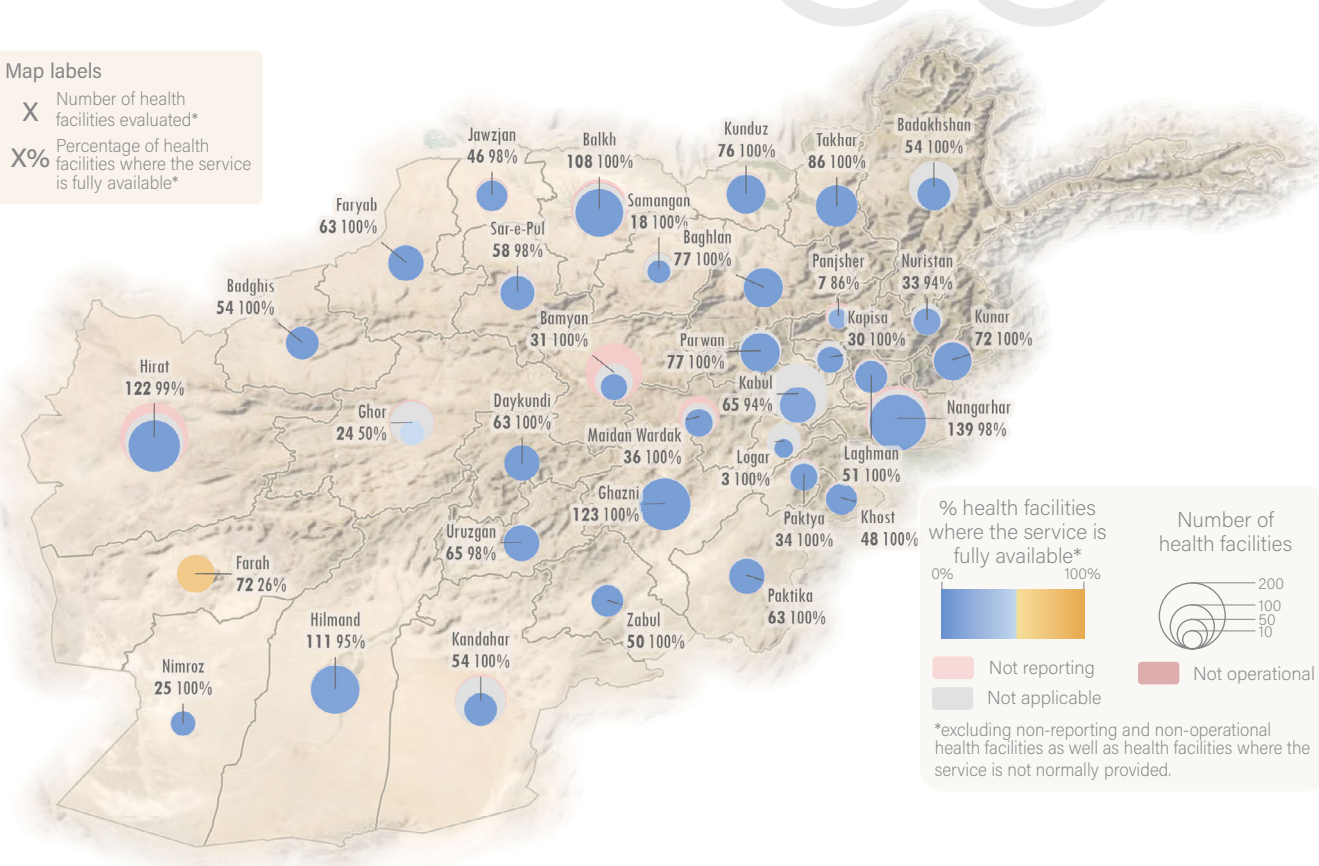 Map labels
X Number of health
facilities evaluated*
X% Percentage of health
facilities where the service
is fully available*
Jawzjan
46 98%
Balkh
108 100%
Kunduz
76 100%
Takhar
86 100%
Badakhshan
54 100%
Faryab
63 100%
Sar-e-Pul
58 98%
Samangan
18 100%
Baghlan
77 100%
Panjsher
7 86%
Nuristan
33 94%
Badghis
54 100%
Bamyan
31 100%
Parwan
77 100%
Kapisa
30 100%
Kunar
72 100%
Hirat
122 99%
Ghor
24 50%
Daykundi
63 100%
Maidan Wardak
36 100%
Kabul
65 94%
Nangarhar
139 98%
Logar
3 100%
Laghman
51 100%
Ghazni
123 100%
Paktya
34 100%
Khost
48 100%
Uruzgan
65 98%
Farah
72 26%
Paktika
63 100%
Hilmand
111 95%
Zabul
50 100%
Kandahar
54 100%
Nimroz
25 100%
% health facilities
where the service is
fully available*
0% 100%
Number of
health facilities
200
100
50
10
Not reporting
Not applicable
Not operational
*excluding non-reporting and non-operational
health facilities as well as health facilities where the
service is not normally provided.